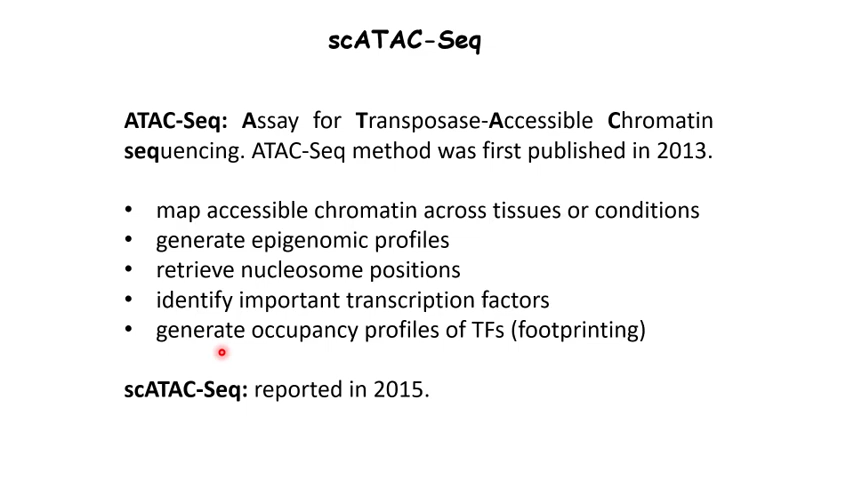 scATAC-Seq
ATAC-Seq: Assay for Transposase-Accessible Chromatin
sequencing. ATAC-Seq method was first published in 2013.
• map accessible chromatin across tissues or conditions
• generate epigenomic profiles
• retrieve nucleosome positions
• identify important transcription factors
• generate occupancy profiles of TFs (footprinting)
scATAC-Seq: reported in 2015.